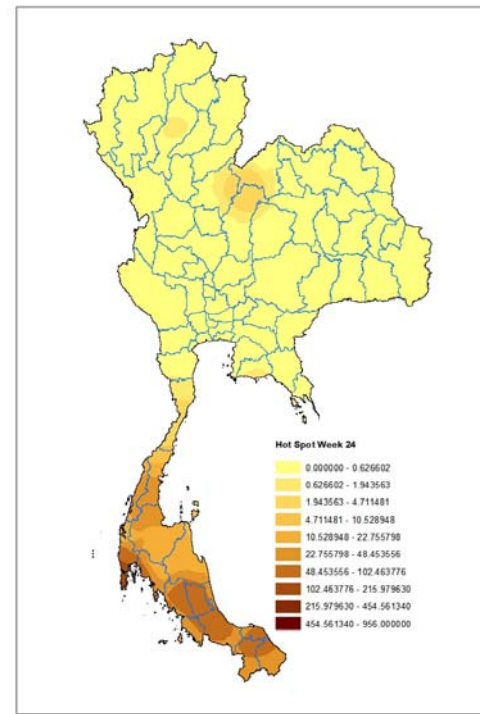 Hot Spot Week 24
0.000000 - 0.626602
0.626602 - 1.943563
1.943563 - 4.711481
4.711481 - 10.528948
10.528948 - 22.755798
22.755798 - 48.453556
48.453556 - 102.463776
102.463776 - 215.979630
215.979630 - 454.561340
454.561340 - 956.000000